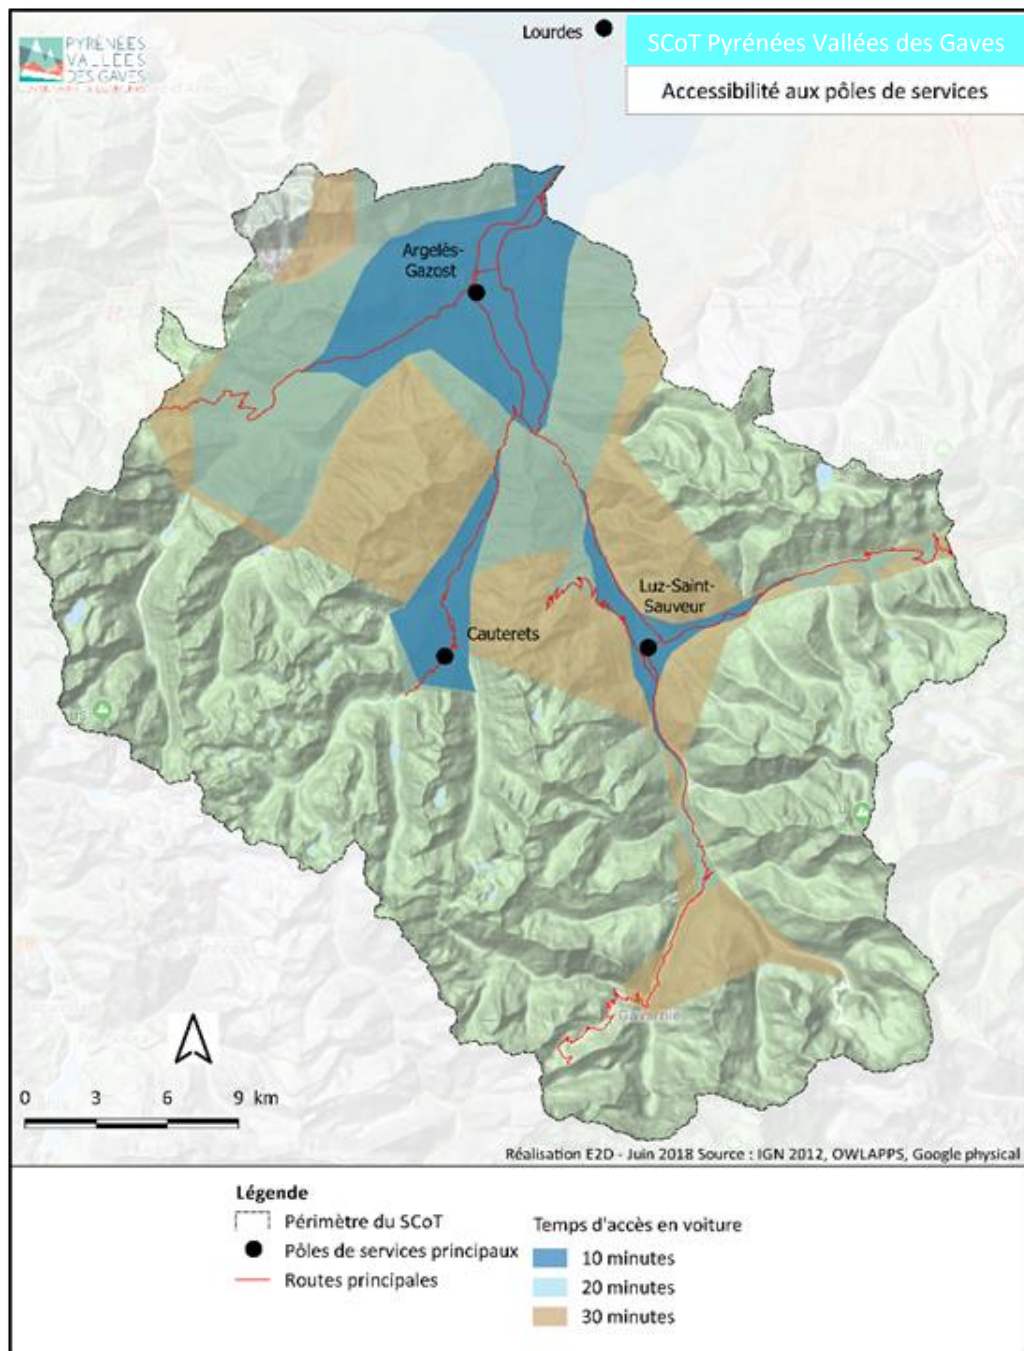 PYRÉNÉES
VALLÉES
DES GAVES
Lourdes
SCoT Pyrénées Vallées des Gaves
Accessibilité aux pôles de services
Argelès-
Gazost
Luz-Saint-
Sauveur
Cauterets
Gavarnie
0 3 6 9 km
Réalisation E2D - Juin 2018 Source : IGN 2012, OWLAPPS, Google physical
Légende
Périmètre du SCoT
Pôles de services principaux
Routes principales
Temps d'accès en voiture
10 minutes
20 minutes
30 minutes